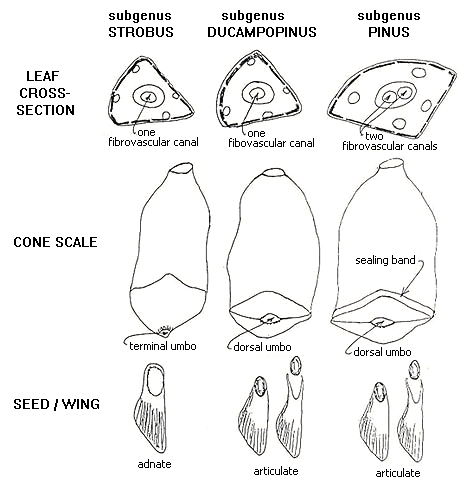 subgenus
STROBUS
subgenus
DUCAMPOPINUS
subgenus
PINUS
LEAF
CROSS-
SECTION
one
fibrovascular canal
one
fibrovascular canal
two
fibrovascular canals
CONE SCALE
sealing band
terminal umbo
dorsal umbo
dorsal umbo
SEED / WING
adnate
articulate
articulate